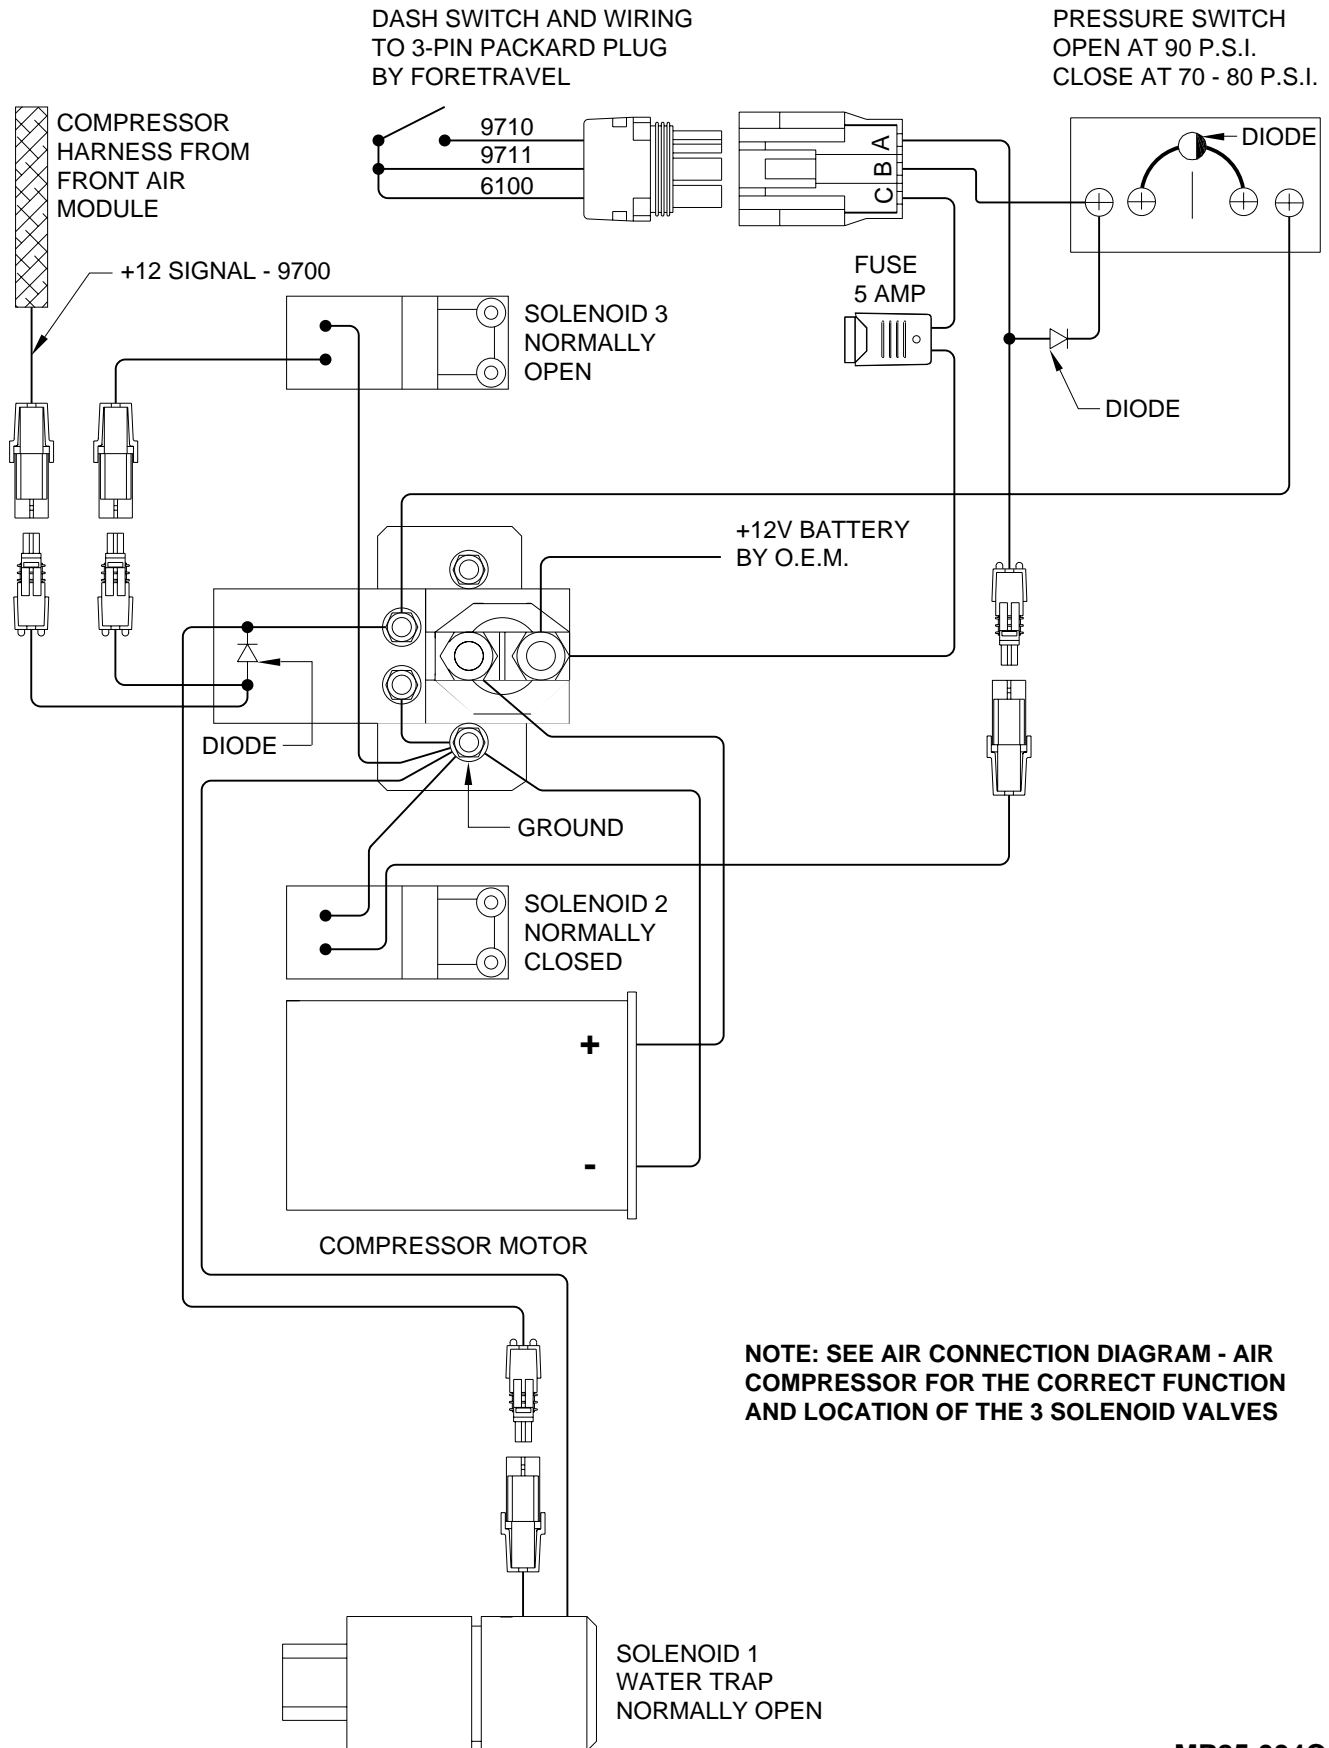 DASH SWITCH AND WIRING
TO 3-PIN PACKARD PLUG
BY FORETRAVEL
PRESSURE SWITCH
OPEN AT 90 P.S.I.
CLOSE AT 70 - 80 P.S.I.
COMPRESSOR
HARNESS FROM
FRONT AIR
MODULE
9710
9711
6100
A
B
C
DIODE
+12 SIGNAL - 9700
FUSE
5 AMP
SOLENOID 3
NORMALLY
OPEN
DIODE
+12V BATTERY
BY O.E.M.
DIODE
GROUND
SOLENOID 2
NORMALLY
CLOSED
+
-
COMPRESSOR MOTOR
NOTE: SEE AIR CONNECTION DIAGRAM - AIR
COMPRESSOR FOR THE CORRECT FUNCTION
AND LOCATION OF THE 3 SOLENOID VALVES
SOLENOID 1
WATER TRAP
NORMALLY OPEN